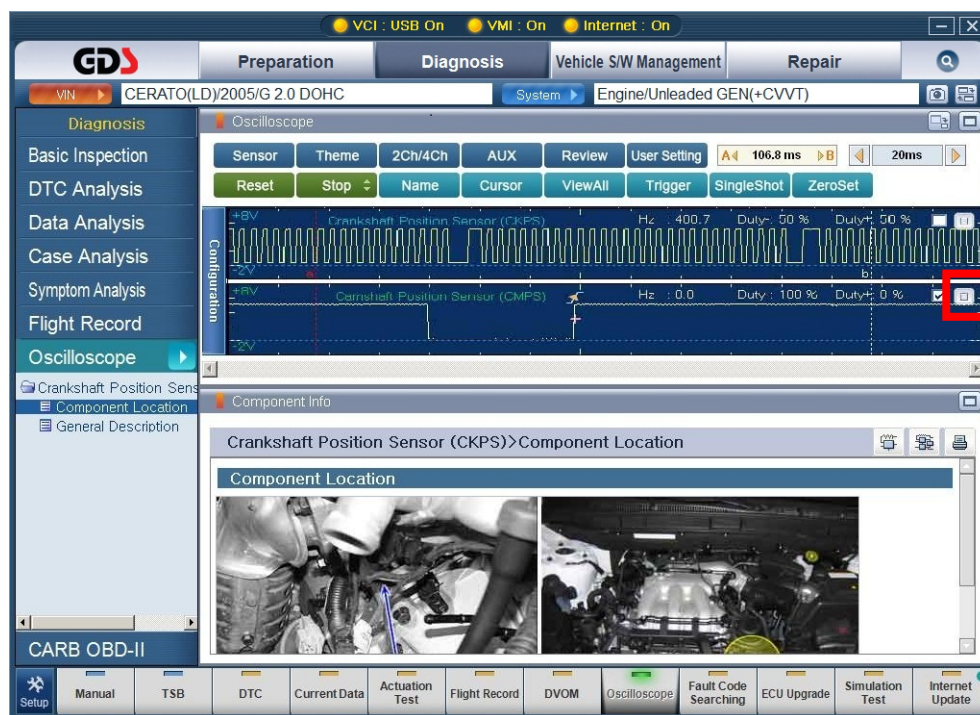 VCI : USB On VMI : On Internet : On
GDS Preparation Diagnosis Vehicle S/W Management Repair
VIN CERATO(LD)/2005/G 2.0 DOHC System Engine/Unleaded GEN(+CVVT)
Diagnosis
Basic Inspection
DTC Analysis
Data Analysis
Case Analysis
Symptom Analysis
Flight Record
Oscilloscope
Crankshaft Position Sens
Component Location
General Description
CARB OBD-II
Oscilloscope
Sensor Theme 2Ch/4Ch AUX Review User Setting A 106.8 ms B 20ms
Reset Stop Name Cursor ViewAll Trigger SingleShot ZeroSet
Configuration
+8V Crankshaft Position Sensor (CKPS) Hz : 400.7 Duty-: 50 % Duty+: 50 %
-2V a b
+8V Camshaft Position Sensor (CMPS) Hz : 0.0 Duty : 100 % Duty+: 0 %
-2V
Component Info
Crankshaft Position Sensor (CKPS)>>Component Location
Component Location
Setup Manual TSB DTC Current Data Actuation Test Flight Record DVOM Oscilloscope Fault Code Searching ECU Upgrade Simulation Test Internet Update